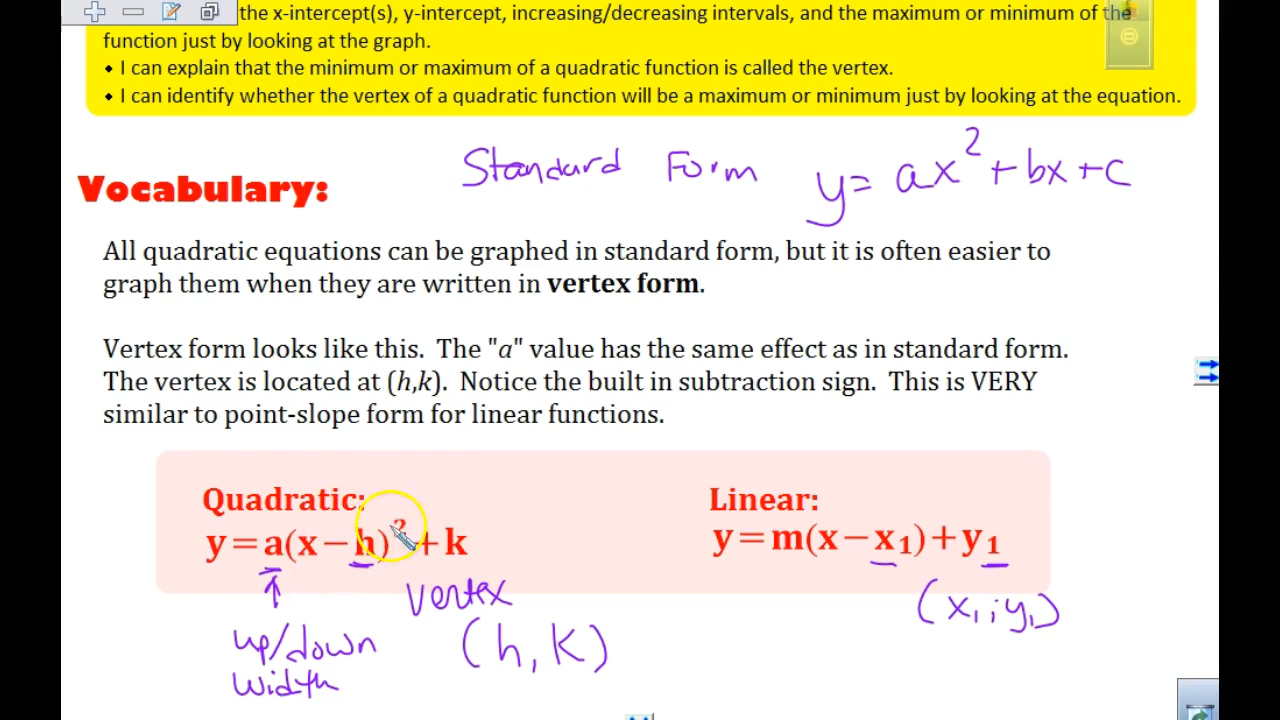 the x-intercept(s), y-intercept, increasing/decreasing intervals, and the maximum or minimum of the
function just by looking at the graph.
• I can explain that the minimum or maximum of a quadratic function is called the vertex.
• I can identify whether the vertex of a quadratic function will be a maximum or minimum just by looking at the equation.
Standard Form y = ax² + bx + c
Vocabulary:
All quadratic equations can be graphed in standard form, but it is often easier to
graph them when they are written in vertex form.
Vertex form looks like this. The "a" value has the same effect as in standard form.
The vertex is located at (h,k). Notice the built in subtraction sign. This is VERY
similar to point-slope form for linear functions.
Quadratic: Linear:
y = a(x − h)² + k y = m(x − x₁) + y₁
vertex (x₁, y₁)
up/down (h, k)
width